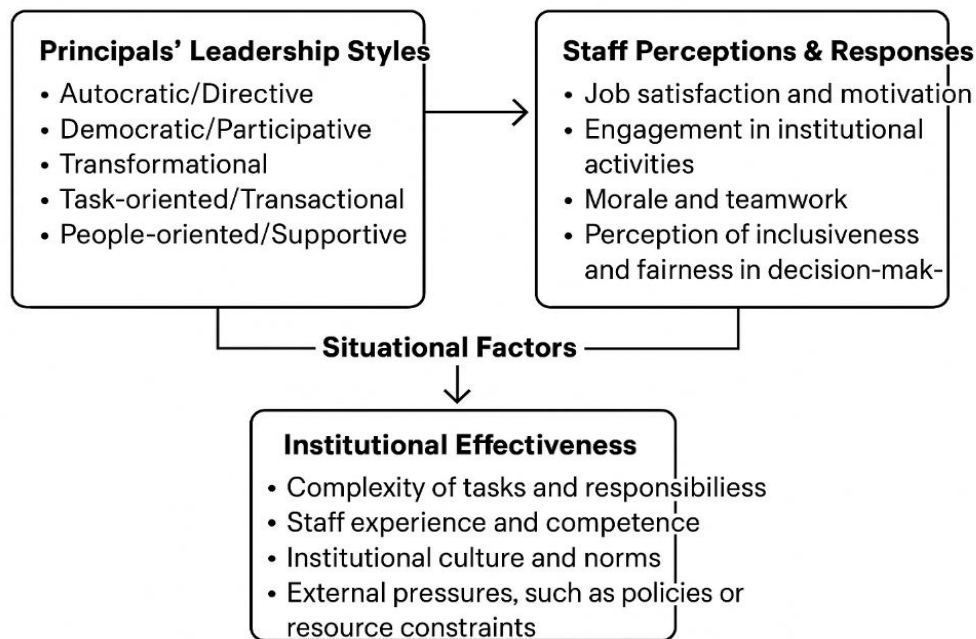 Principals' Leadership Styles
• Autocratic/Directive
• Democratic/Participative
• Transformational
• Task-oriented/Transactional
• People-oriented/Supportive
Staff Perceptions & Responses
• Job satisfaction and motivation
• Engagement in institutional
activities
• Morale and teamwork
• Perception of inclusiveness
and fairness in decision-mak-
Situational Factors
Institutional Effectiveness
• Complexity of tasks and responsibiliess
• Staff experience and competence
• Institutional culture and norms
• External pressures, such as policies or
resource constraints